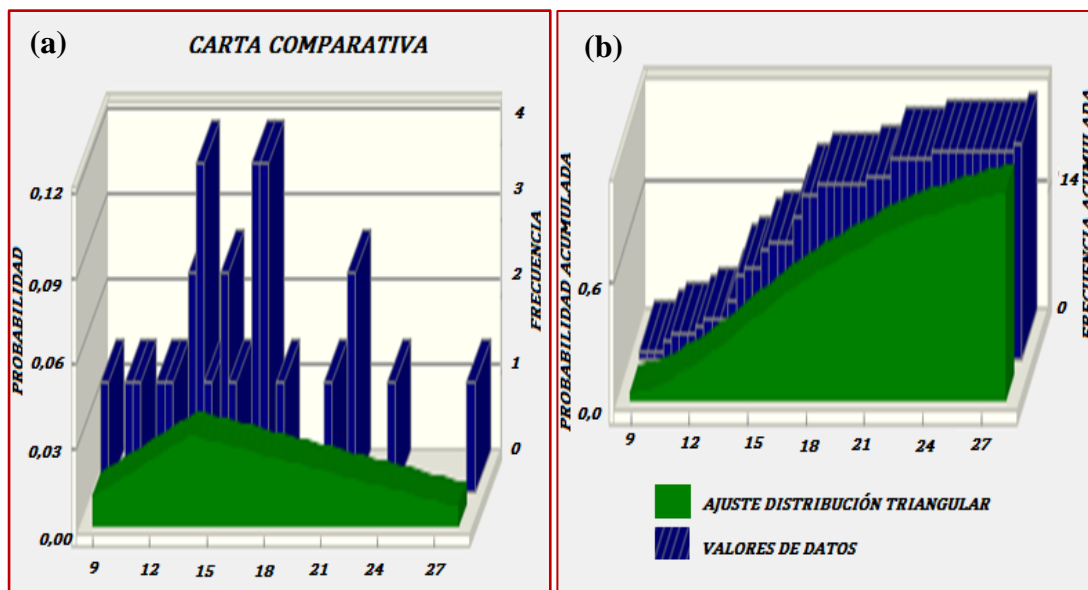 (a)
CARTA COMPARATIVA
PROBABILIDAD
0,12
0,09
0,06
0,03
0,00
9 12 15 18 21 24 27
4
3
2
1
0
FRECUENCIA
(b)
PROBABILIDAD ACUMULADA
0,6
0,0
9 12 15 18 21 24 27
14
0
FRECUENCIA ACUMULADA
AJUSTE DISTRIBUCIÓN TRIANGULAR
VALORES DE DATOS